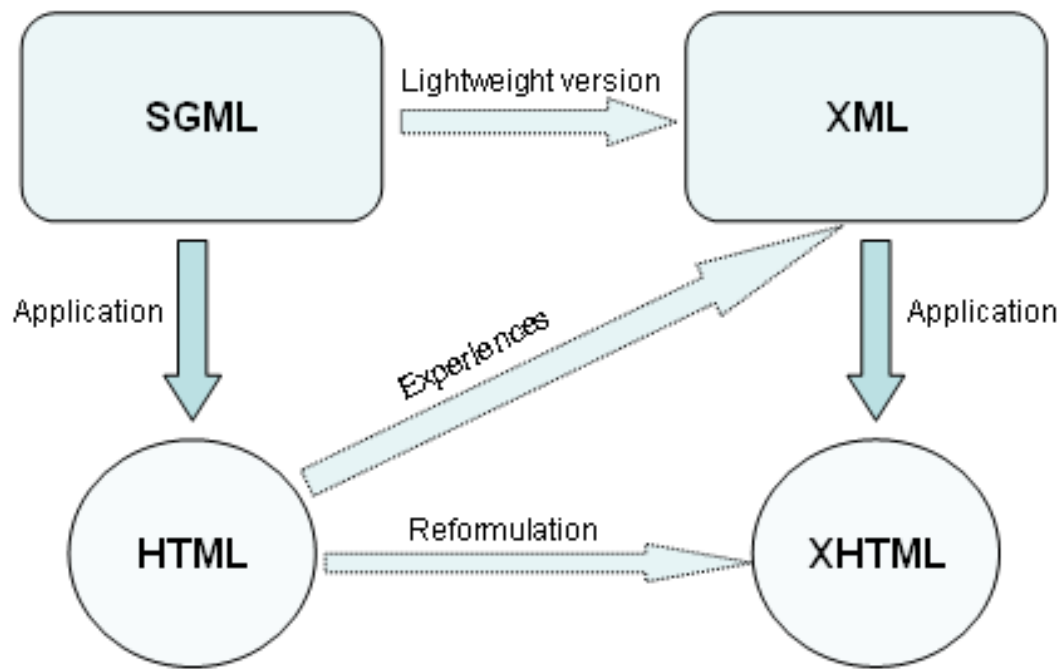 SGML
Lightweight version
XML
Application
Experiences
Application
HTML
Reformulation
XHTML